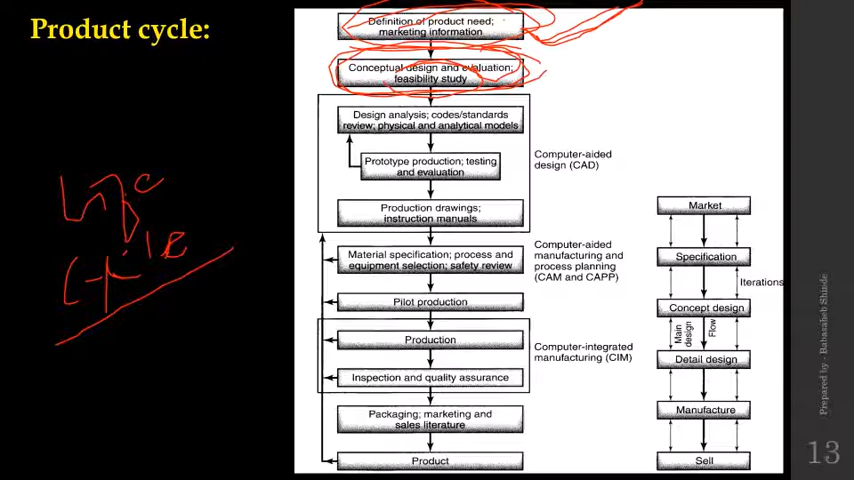 Product cycle:
Definition of product need;
marketing information
Conceptual design and evaluation;
feasibility study
Design analysis; codes/standards
review; physical and analytical models
Prototype production; testing
and evaluation
Production drawings;
instruction manuals
Computer-aided
design (CAD)
Material specification; process and
equipment selection; safety review
Pilot production
Computer-aided
manufacturing and
process planning
(CAM and CAPP)
Production
Inspection and quality assurance
Computer-integrated
manufacturing (CIM)
Packaging; marketing and
sales literature
Product
Market
Specification
Iterations
Concept design
Main
design
Flow
Detail design
Manufacture
Sell
Prepared by - Babasaheb Shinde
13